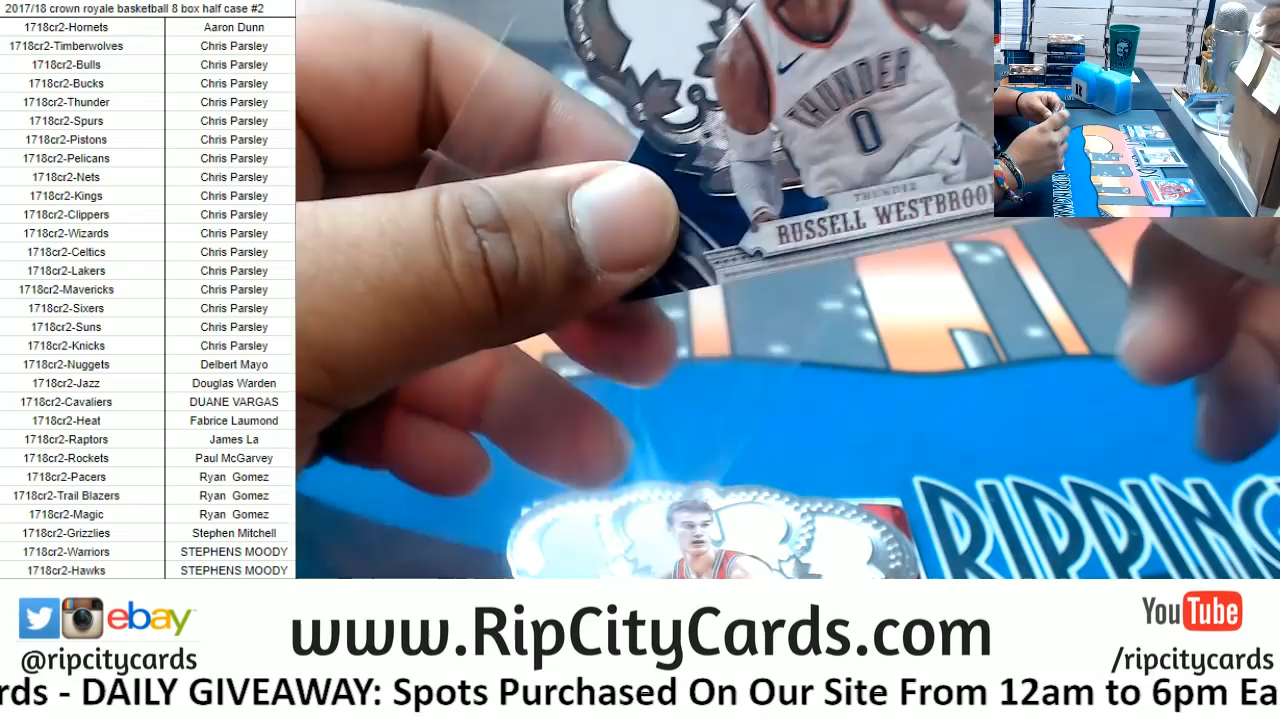 2017/18 crown royale basketball 8 box half case #2
1718cr2-Hornets Aaron Dunn
1718cr2-Timberwolves Chris Parsley
1718cr2-Bulls Chris Parsley
1718cr2-Bucks Chris Parsley
1718cr2-Thunder Chris Parsley
1718cr2-Spurs Chris Parsley
1718cr2-Pistons Chris Parsley
1718cr2-Pelicans Chris Parsley
1718cr2-Nets Chris Parsley
1718cr2-Kings Chris Parsley
1718cr2-Clippers Chris Parsley
1718cr2-Wizards Chris Parsley
1718cr2-Celtics Chris Parsley
1718cr2-Lakers Chris Parsley
1718cr2-Mavericks Chris Parsley
1718cr2-Sixers Chris Parsley
1718cr2-Suns Chris Parsley
1718cr2-Knicks Chris Parsley
1718cr2-Nuggets Delbert Mayo
1718cr2-Jazz Douglas Warden
1718cr2-Cavaliers DUANE VARGAS
1718cr2-Heat Fabrice Laumond
1718cr2-Raptors James La
1718cr2-Rockets Paul McGarvey
1718cr2-Pacers Ryan Gomez
1718cr2-Trail Blazers Ryan Gomez
1718cr2-Magic Ryan Gomez
1718cr2-Grizzlies Stephen Mitchell
1718cr2-Warriors STEPHENS MOODY
1718cr2-Hawks STEPHENS MOODY
THUNDER
0
THUNDER
RUSSELL WESTBROO
RIPPING
ebay
@ripcitycards
www.RipCityCards.com
YouTube
/ripcitycards
rds - DAILY GIVEAWAY: Spots Purchased On Our Site From 12am to 6pm Ea